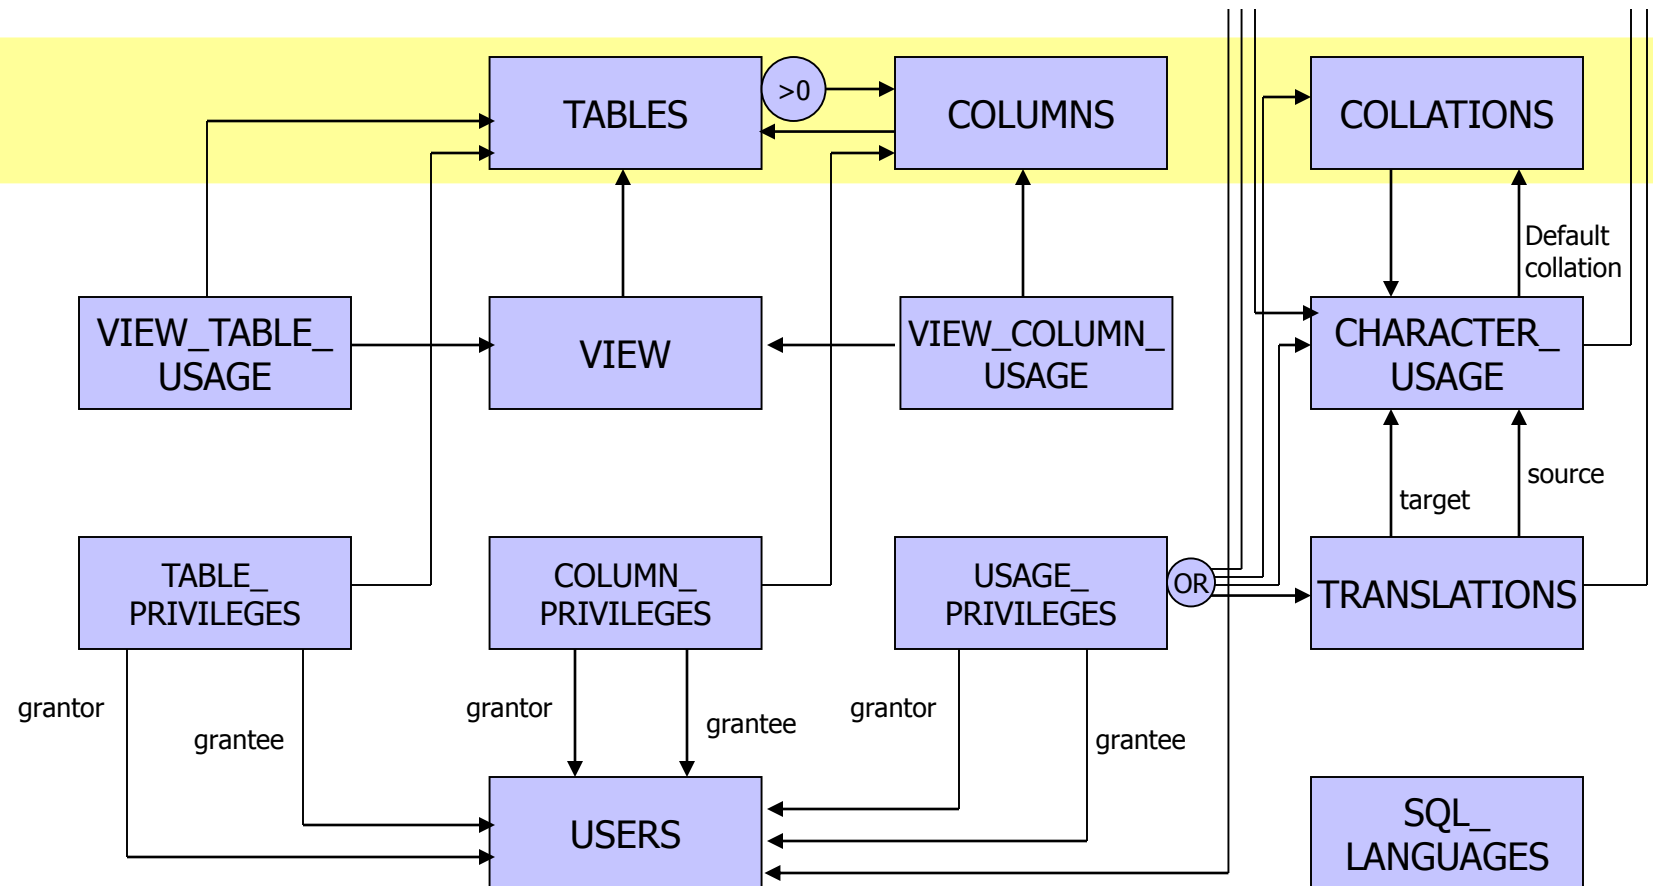 TABLES
>0
COLUMNS
COLLATIONS
Default
collation
VIEW_TABLE_
USAGE
VIEW
VIEW_COLUMN_
USAGE
CHARACTER_
USAGE
target
source
TABLE_
PRIVILEGES
COLUMN_
PRIVILEGES
USAGE_
PRIVILEGES
OR
TRANSLATIONS
grantor
grantee
grantor
grantee
grantor
grantee
USERS
SQL_
LANGUAGES